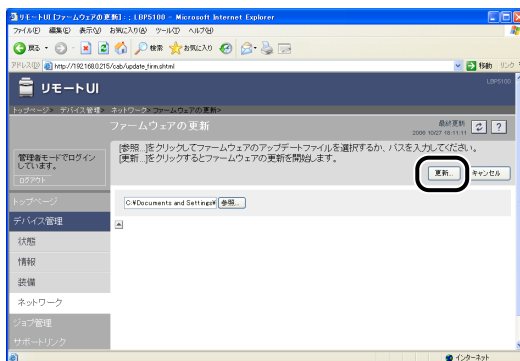 リモートUI [ファームウェアの更新] : ; LBP5100 - Microsoft Internet Explorer
ファイル(F) 編集(E) 表示(V) お気に入り(A) ツール(T) ヘルプ(H)
戻る 検索 お気に入り
アドレス(D) http://192.168.0.215/cab/update_firm.shtml 移動 リンク
リモートUI
LBP5100
トップページ> デバイス管理> ネットワーク> ファームウェアの更新>
ファームウェアの更新
最終更新
2006 10/27 18:11:11
?
[参照...]をクリックしてファームウェアのアップデートファイルを選択するか、パスを入力してください。
[更新...]をクリックするとファームウェアの更新を開始します。
管理者モードでログインしています。
ログアウト
更新... キャンセル
C:¥Documents and Settings¥ 参照...
トップページ
デバイス管理
状態
情報
装備
ネットワーク
ジョブ管理
サポートリンク
インターネット